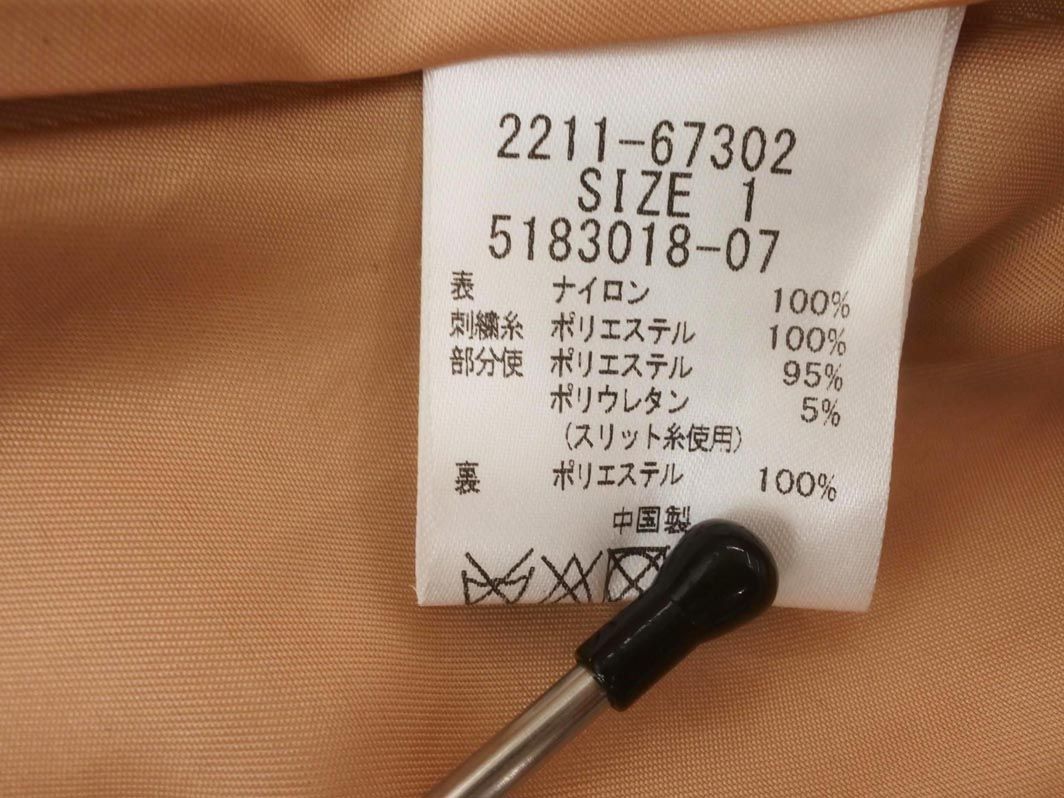 2211-67302
SIZE 1
5183018-07
表 ナイロン 100%
刺繍糸 ポリエステル 100%
部分使 ポリエステル 95%
ポリウレタン 5%
(スリット糸使用)
裏 ポリエステル 100%
中国製